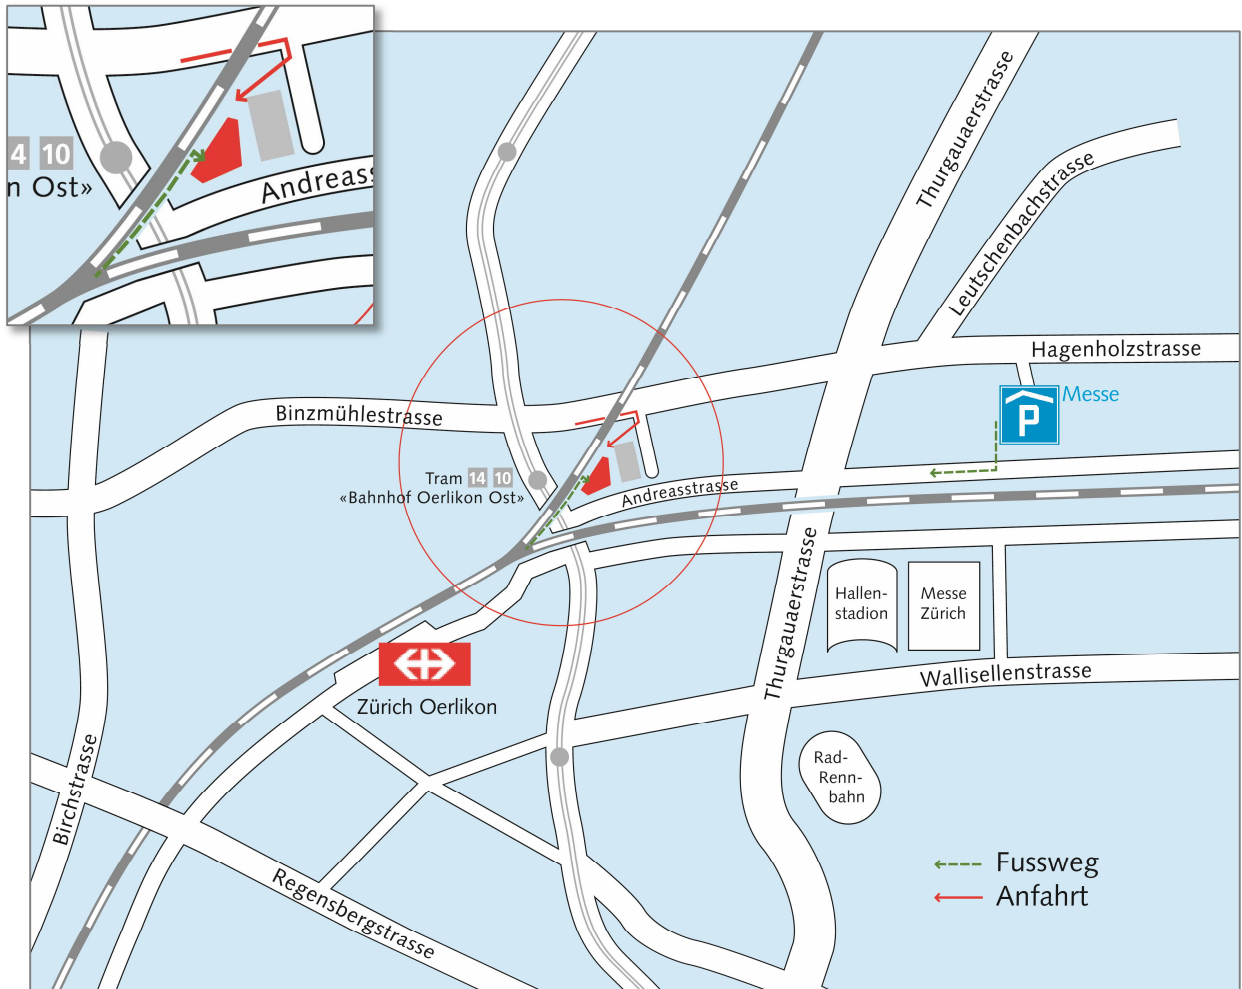 4 10
n Ost»
Andreass
Thurgauaerstrasse
Leutschenbachstrasse
Hagenholzstrasse
P
Messe
Binzmühlestrasse
Tram 14 10
«Bahnhof Oerlikon Ost»
Andreasstrasse
Thurgauaerstrasse
Hallen-
stadion
Messe
Zürich
Wallisellenstrasse
Zürich Oerlikon
Rad-
Renn-
bahn
Birchstrasse
Regensbergstrasse
Fussweg
Anfahrt